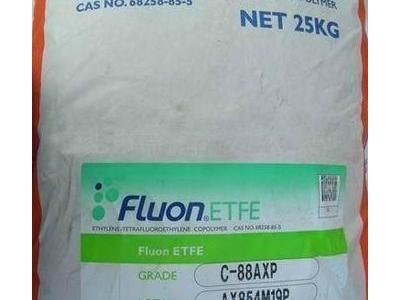 CAS NO. 68258-85-5
NET 25KG
Fluon® ETFE
ETHYLENE/TETRAFLUOROETHYLENE COPOLYMER CAS NO.68258-85-5
Fluon ETFE
GRADE C-88AXP
AX854M19P